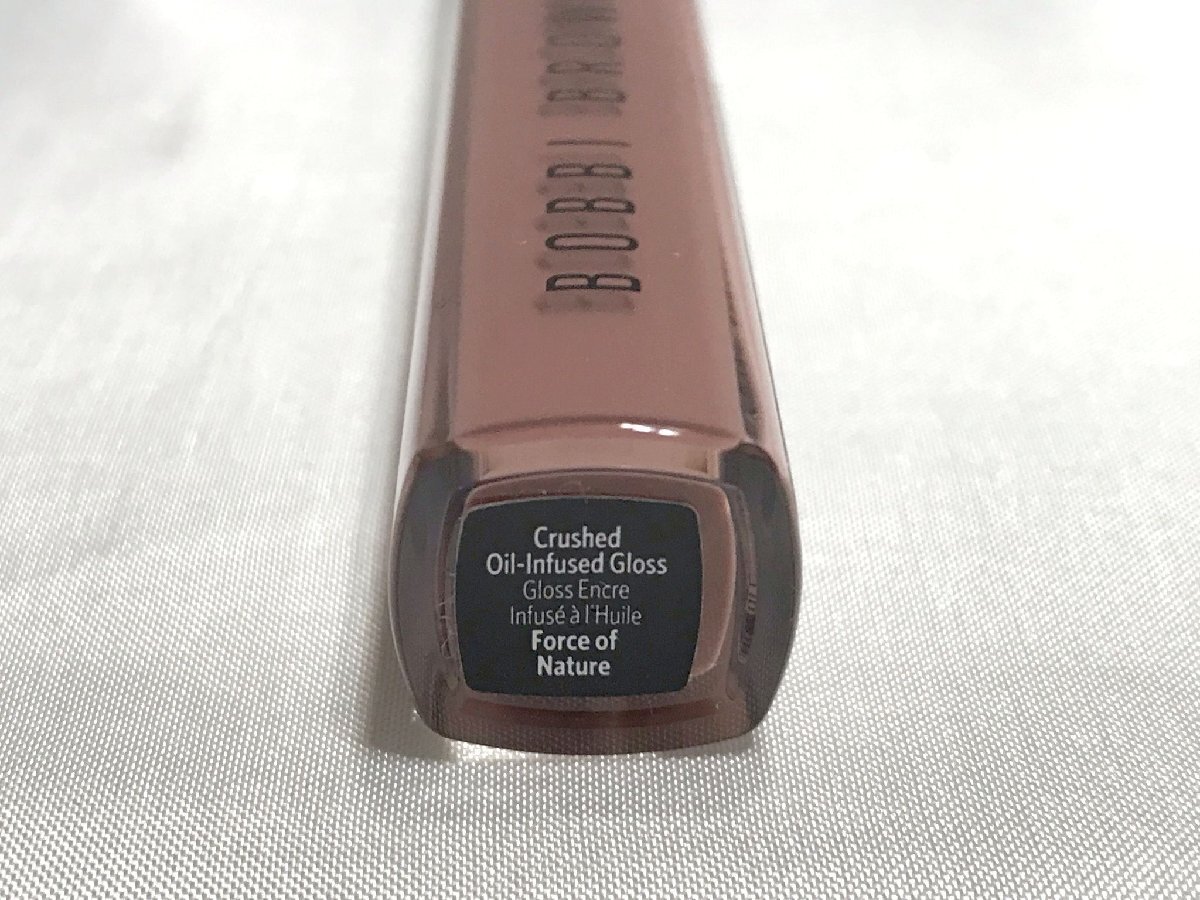 BOBBI BROWN
Crushed
Oil-Infused Gloss
Gloss Encre
Infusé à l'Huile
Force of
Nature